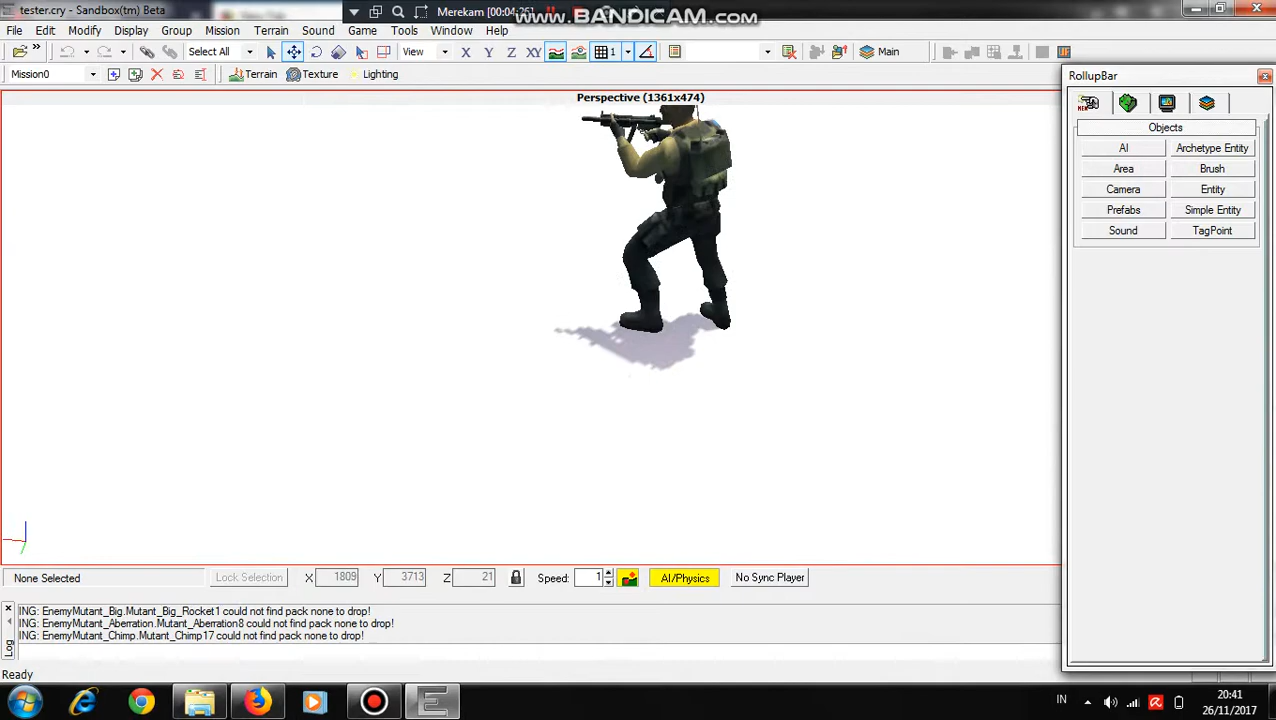 tester.cry - Sandbox(tm) Beta
Merekam [00:04:26]
www.BANDICAM.com
File Edit Modify Display Group Mission Terrain Sound Game Tools Window Help
Select All View X Y Z XY 1 Main
Mission0 Terrain Texture Lighting
Perspective (1361x474)
RollupBar
NEW
Objects
AI Archetype Entity
Area Brush
Camera Entity
Prefabs Simple Entity
Sound TagPoint
None Selected Lock Selection X 1809 Y 3713 Z 21 Speed: 1 AI/Physics No Sync Player
ING: EnemyMutant_Big.Mutant_Big_Rocket1 could not find pack none to drop!
ING: EnemyMutant_Aberration.Mutant_Aberration8 could not find pack none to drop!
ING: EnemyMutant_Chimp.Mutant_Chimp17 could not find pack none to drop!
Log
Ready
IN 20:41
26/11/2017